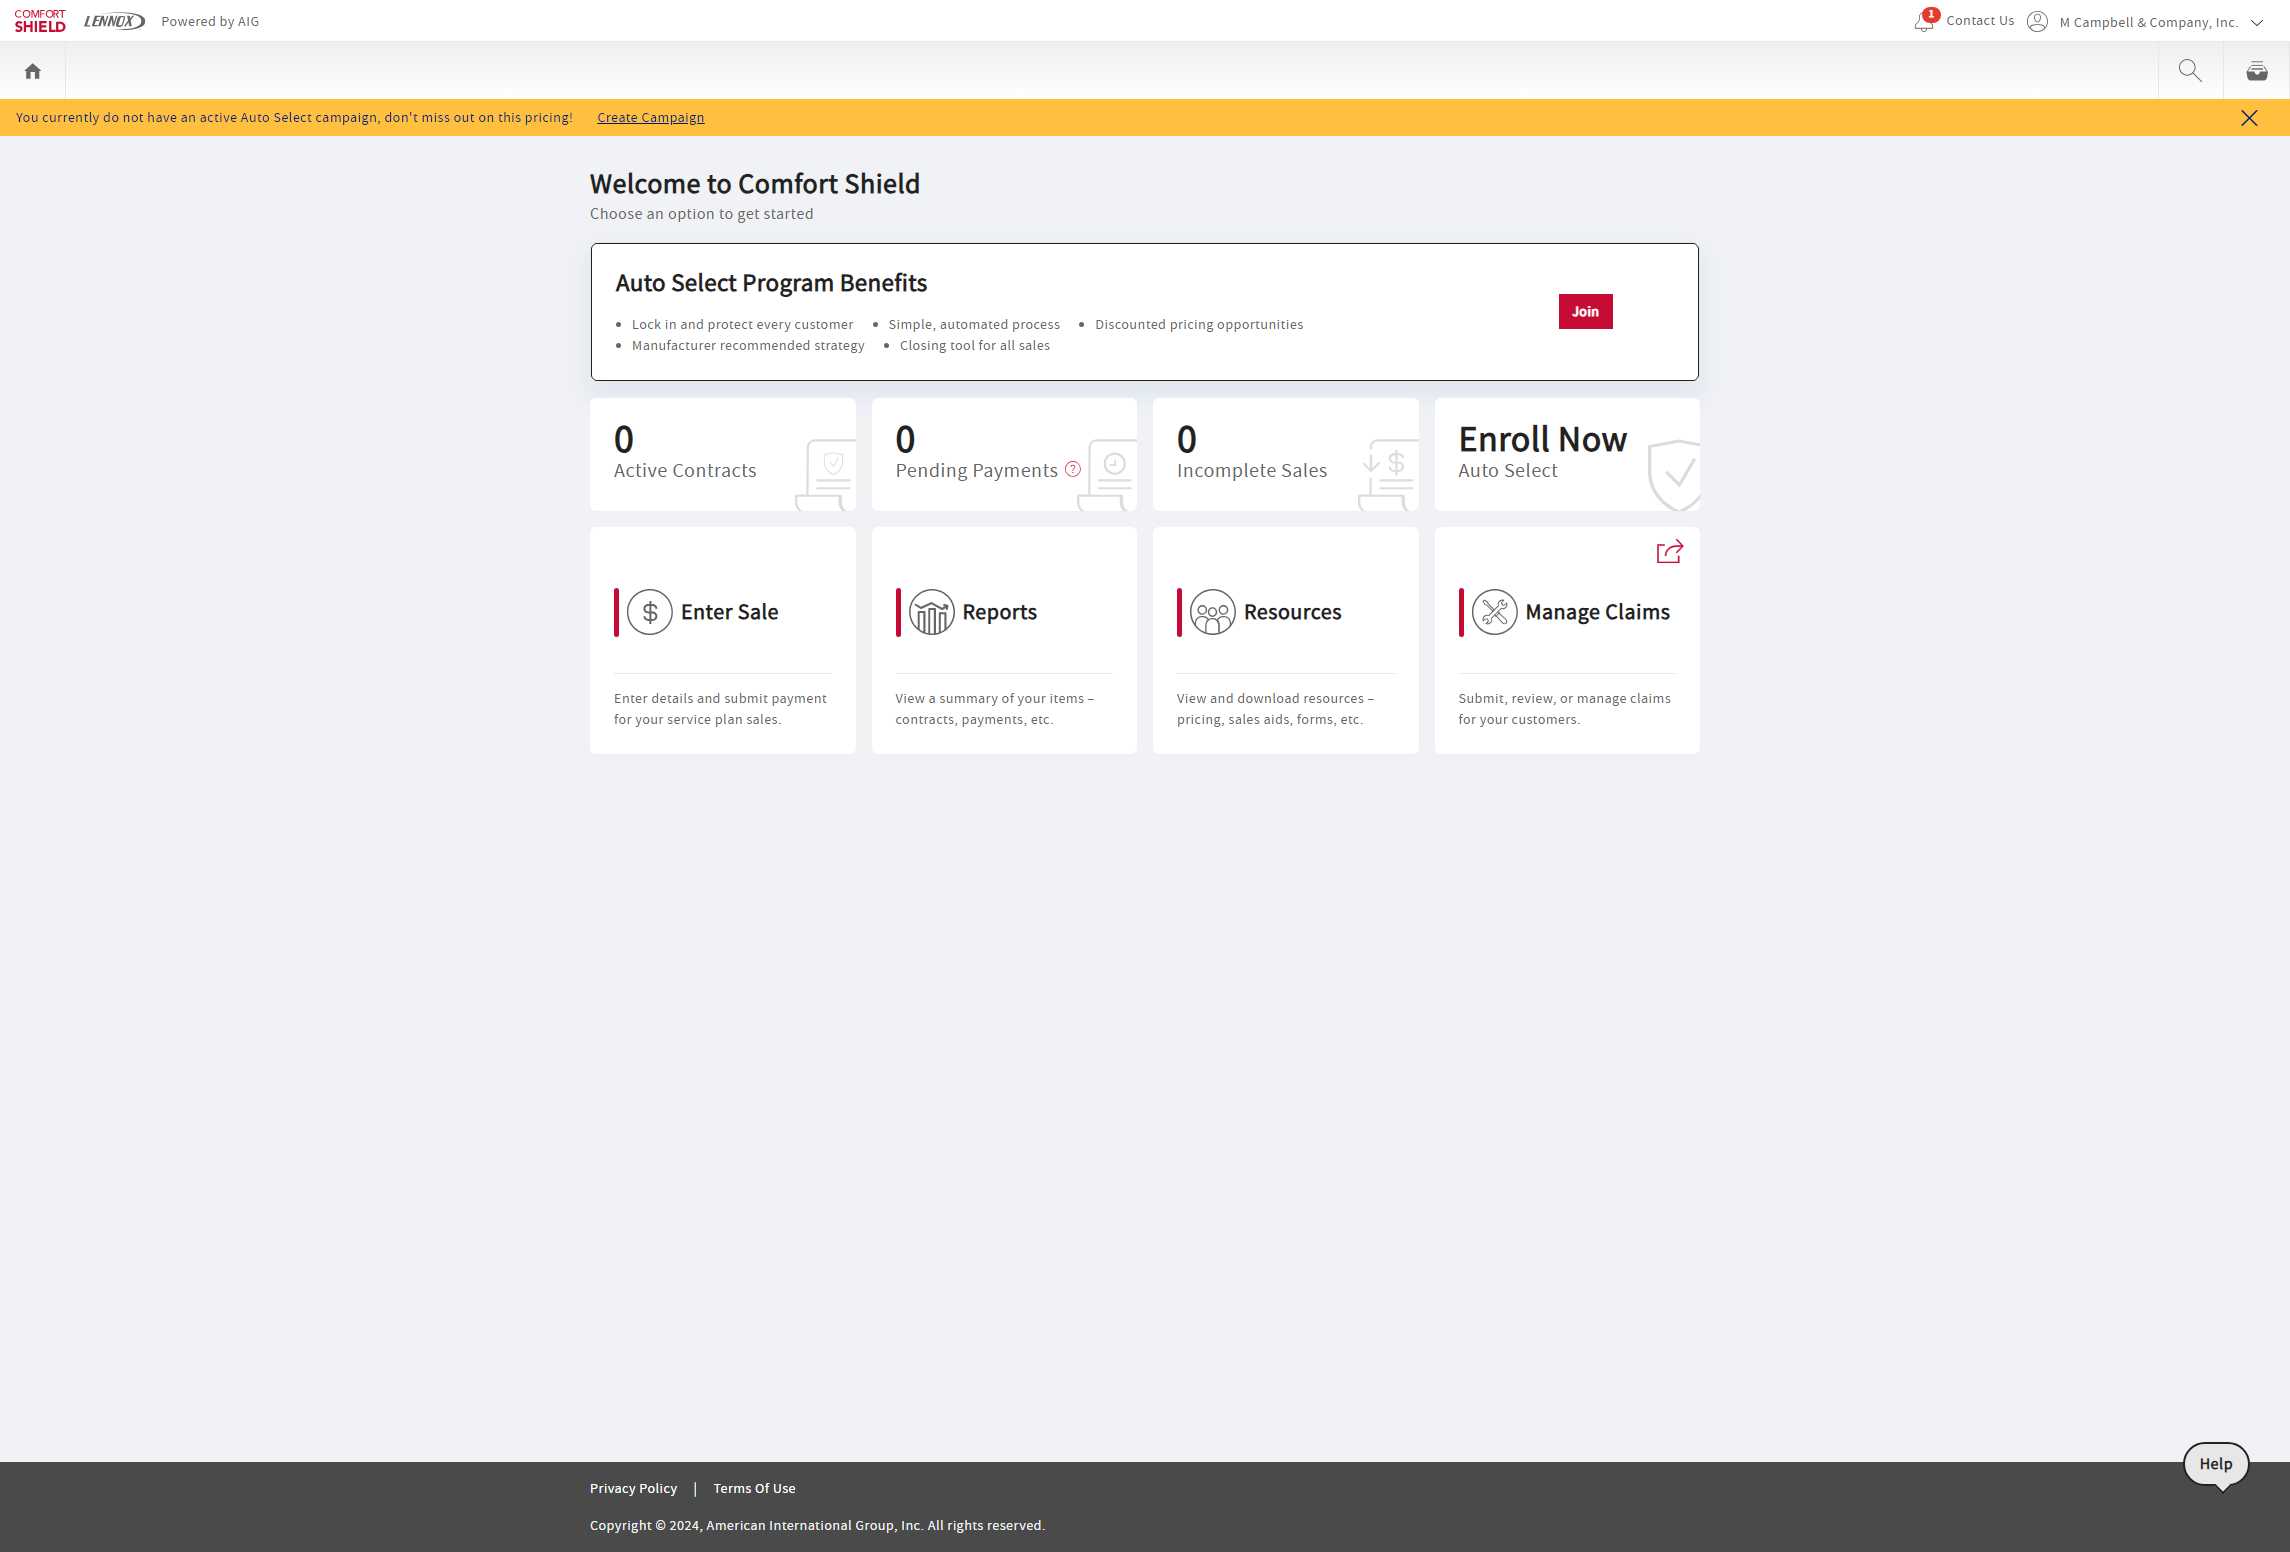 COMFORT
SHIELD
LENNOX
Powered by AIG
1
Contact Us
M Campbell & Company, Inc.
You currently do not have an active Auto Select campaign, don't miss out on this pricing!
Create Campaign
Welcome to Comfort Shield
Choose an option to get started
Auto Select Program Benefits
Lock in and protect every customer
Simple, automated process
Discounted pricing opportunities
Manufacturer recommended strategy
Closing tool for all sales
Join
0
Active Contracts
0
Pending Payments ?
0
Incomplete Sales
Enroll Now
Auto Select
Enter Sale
Enter details and submit payment
for your service plan sales.
Reports
View a summary of your items –
contracts, payments, etc.
Resources
View and download resources –
pricing, sales aids, forms, etc.
Manage Claims
Submit, review, or manage claims
for your customers.
Help
Privacy Policy | Terms Of Use
Copyright © 2024, American International Group, Inc. All rights reserved.